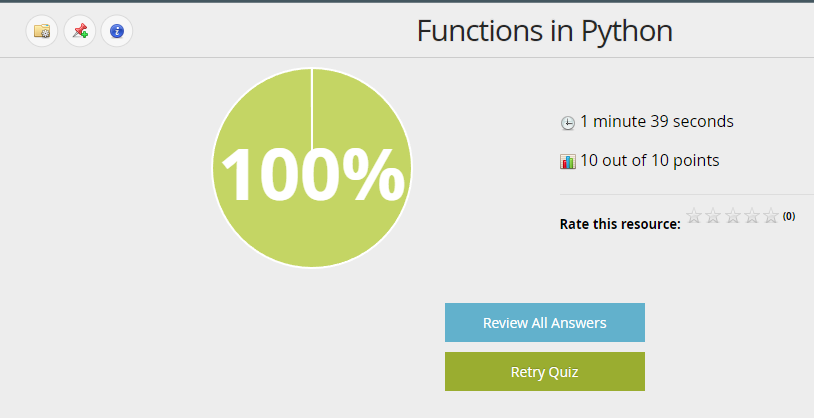 Functions in Python
100%
1 minute 39 seconds
10 out of 10 points
Rate this resource: (0)
Review All Answers
Retry Quiz